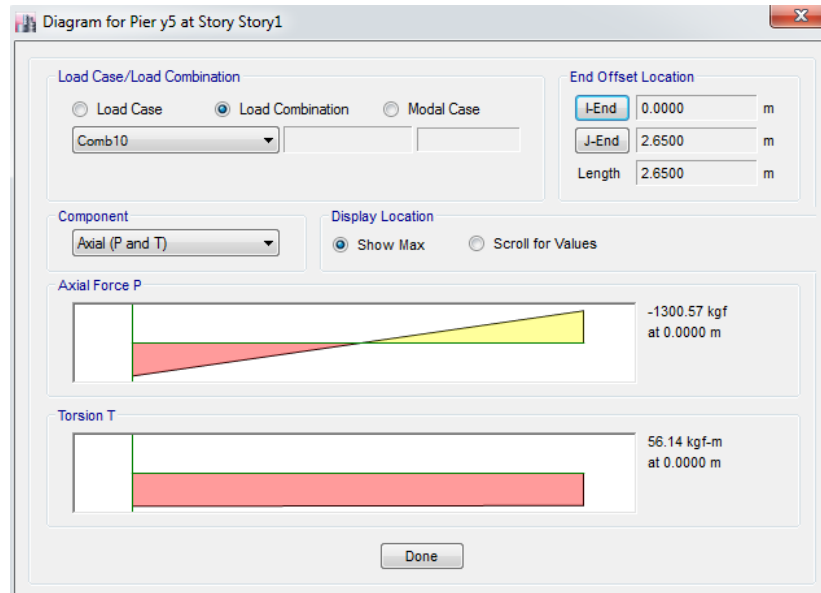 Diagram for Pier y5 at Story Story1
Load Case/Load Combination
Load Case
Load Combination
Modal Case
Comb10
End Offset Location
I-End
0.0000
m
J-End
2.6500
m
Length
2.6500
m
Component
Axial (P and T)
Display Location
Show Max
Scroll for Values
Axial Force P
-1300.57 kgf
at 0.0000 m
Torsion T
56.14 kgf-m
at 0.0000 m
Done